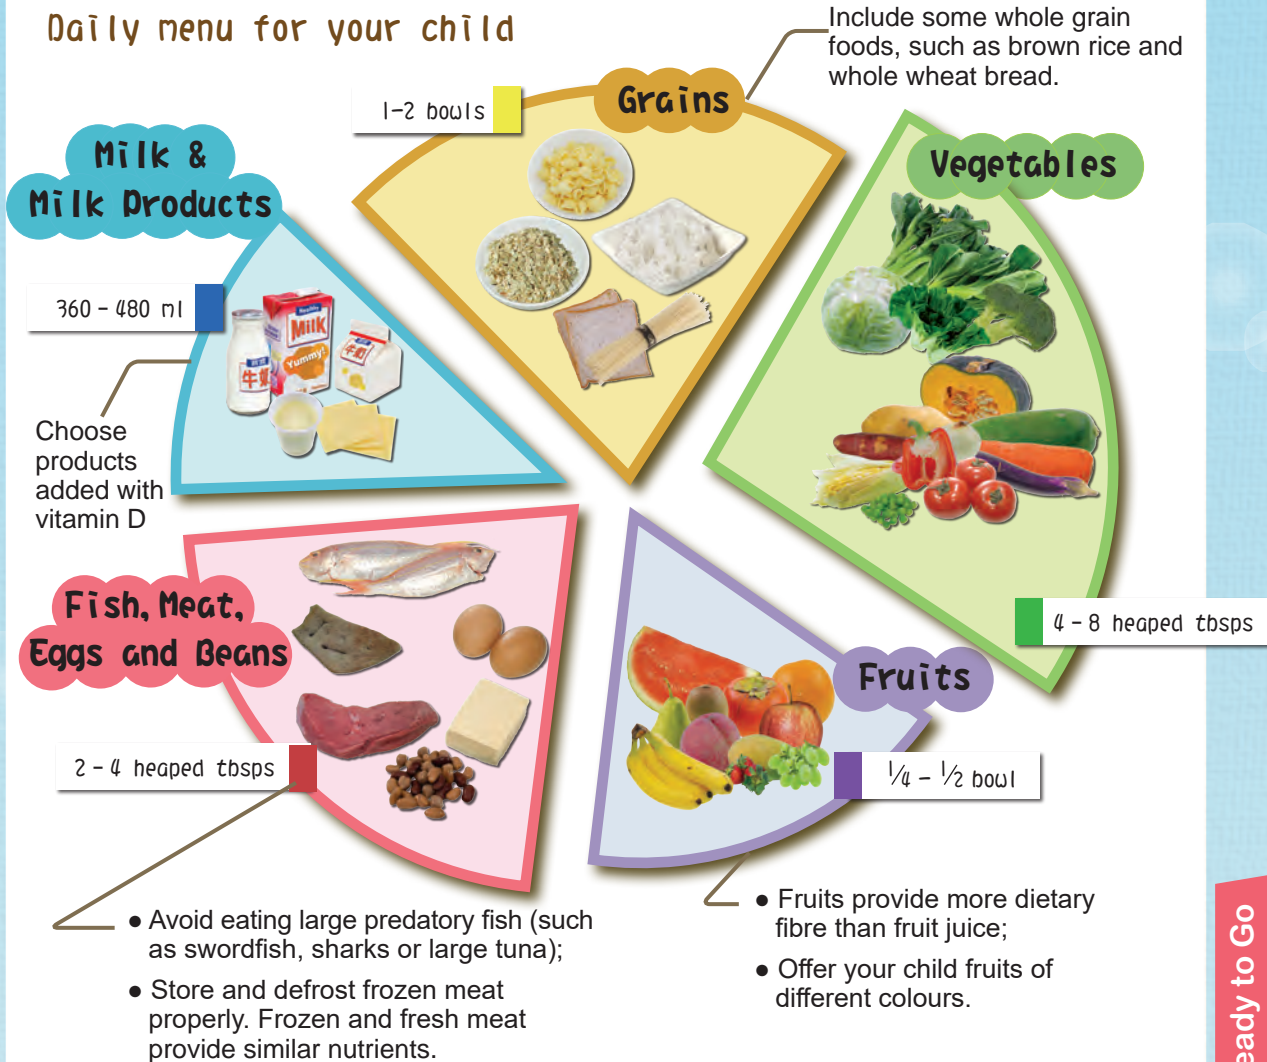 Daily menu for your child
Include some whole grain
foods, such as brown rice and
whole wheat bread.
1-2 bowls
Grains
Milk &
Milk Products
Vegetables
360 - 480 ml
Healthy
Milk
Yummy!
牛奶
牛奶
Choose
products
added with
vitamin D
Fish, Meat,
Eggs and Beans
4 - 8 heaped tbsps
Fruits
2 - 4 heaped tbsps
¼ - ½ bowl
● Avoid eating large predatory fish (such
as swordfish, sharks or large tuna);
● Store and defrost frozen meat
properly. Frozen and fresh meat
provide similar nutrients.
● Fruits provide more dietary
fibre than fruit juice;
● Offer your child fruits of
different colours.
eady to Go